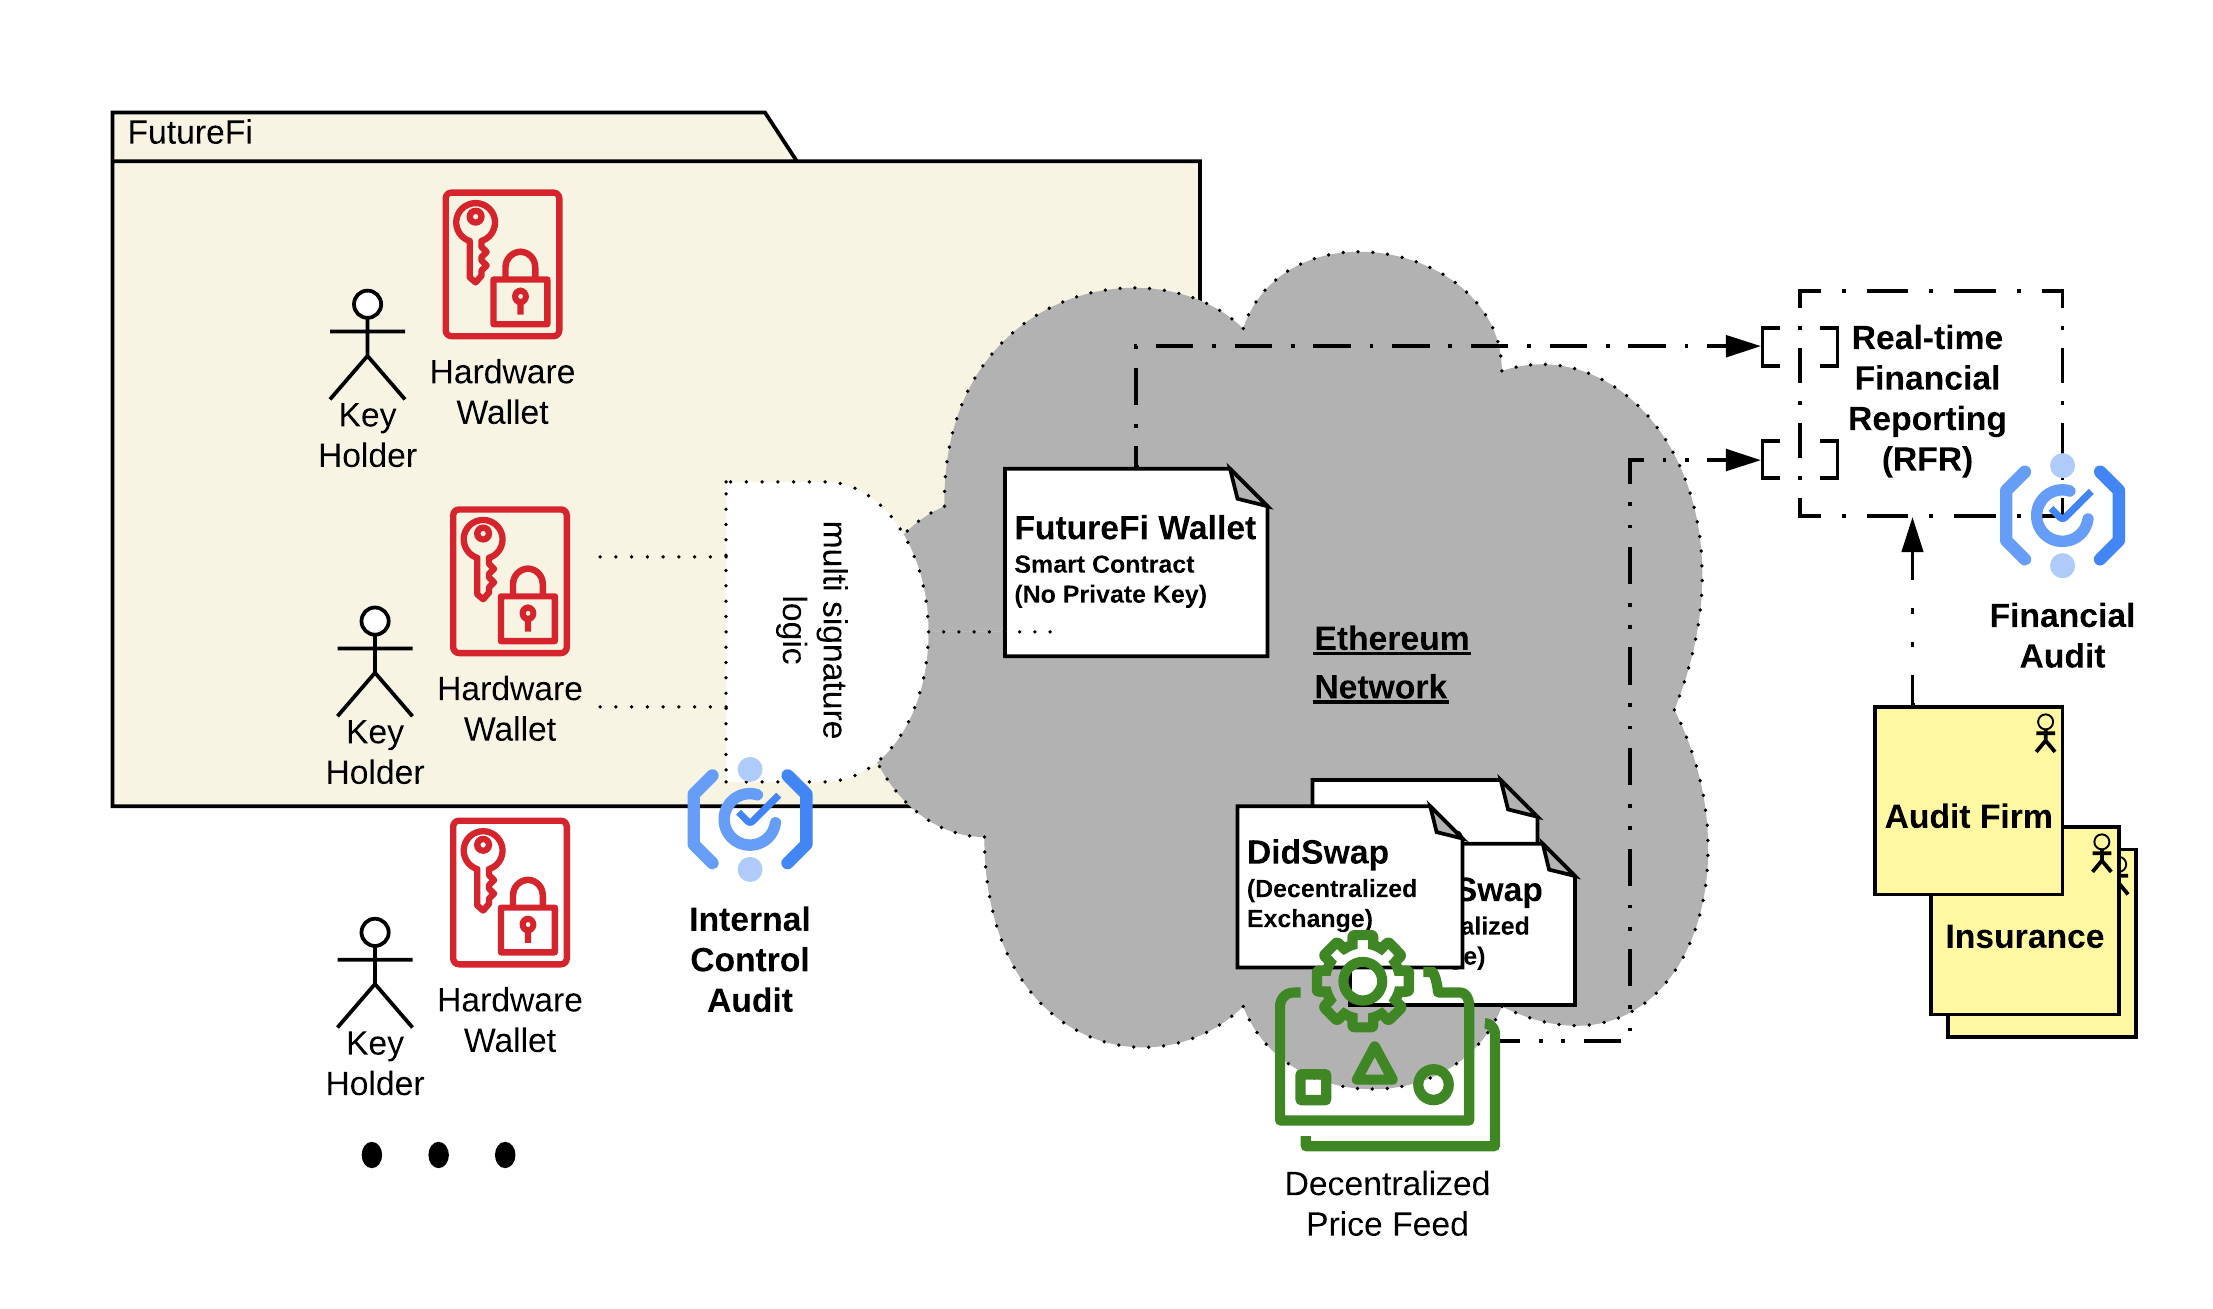 FutureFi
Hardware
Wallet
Key
Holder
Hardware
Wallet
Key
Holder
Hardware
Wallet
Key
Holder
multi signature
logic
Internal
Control
Audit
FutureFi Wallet
Smart Contract
(No Private Key)
Ethereum
Network
DidSwap
(Decentralized
Exchange)
Swap
alized
e)
Decentralized
Price Feed
Real-time
Financial
Reporting
(RFR)
Financial
Audit
Audit Firm
Insurance